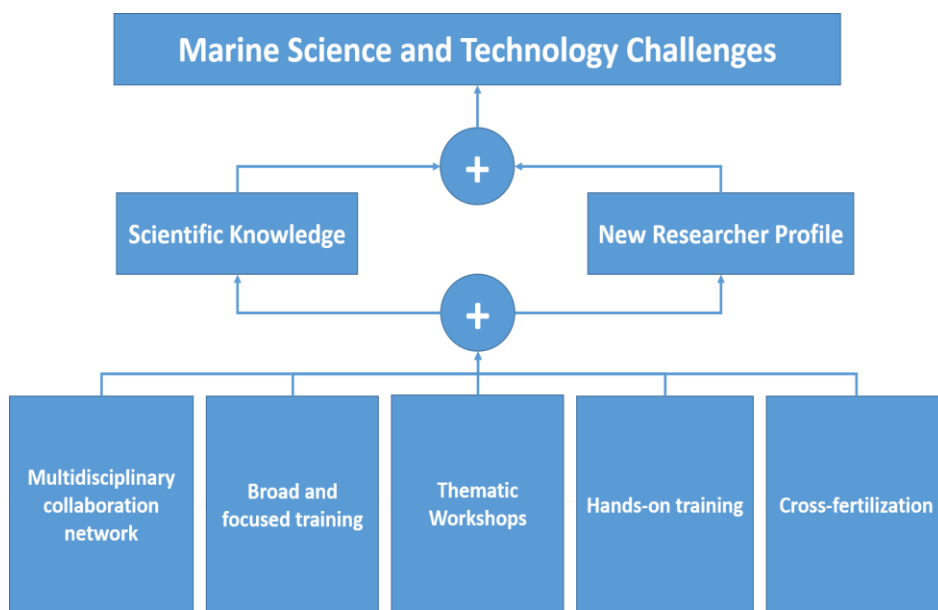 Marine Science and Technology Challenges
+
Scientific Knowledge
New Researcher Profile
+
Multidisciplinary
collaboration
network
Broad and
focused training
Thematic
Workshops
Hands-on training
Cross-fertilization